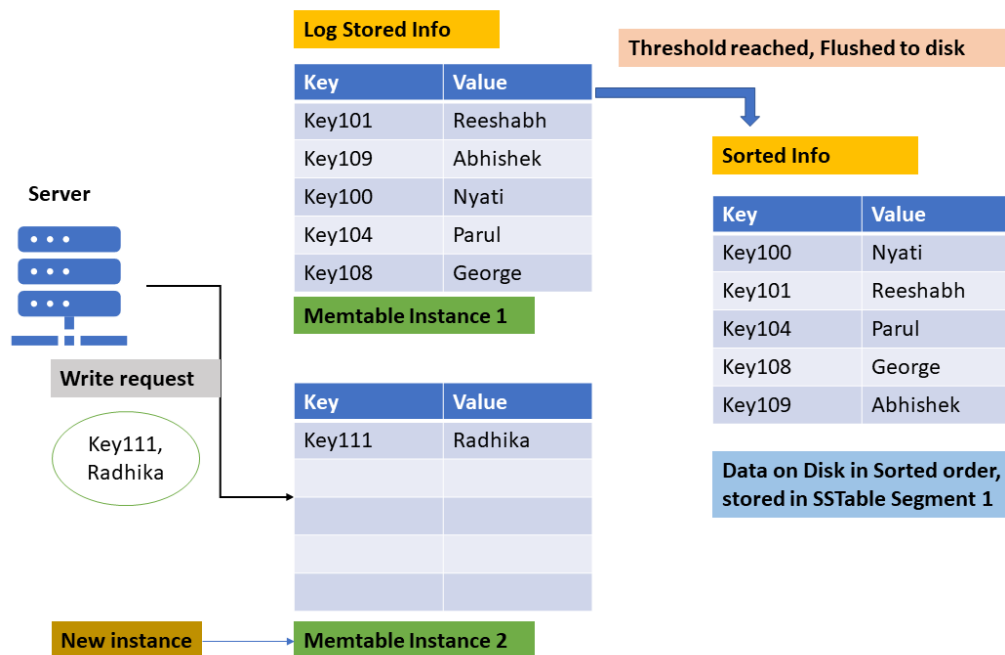 Log Stored Info
Threshold reached, Flushed to disk
Key Value
Key101 Reeshabh
Key109 Abhishek
Key100 Nyati
Key104 Parul
Key108 George
Memtable Instance 1
Sorted Info
Key Value
Key100 Nyati
Key101 Reeshabh
Key104 Parul
Key108 George
Key109 Abhishek
Data on Disk in Sorted order,
stored in SSTable Segment 1
Server
Write request
Key111,
Radhika
Key Value
Key111 Radhika
New instance
Memtable Instance 2